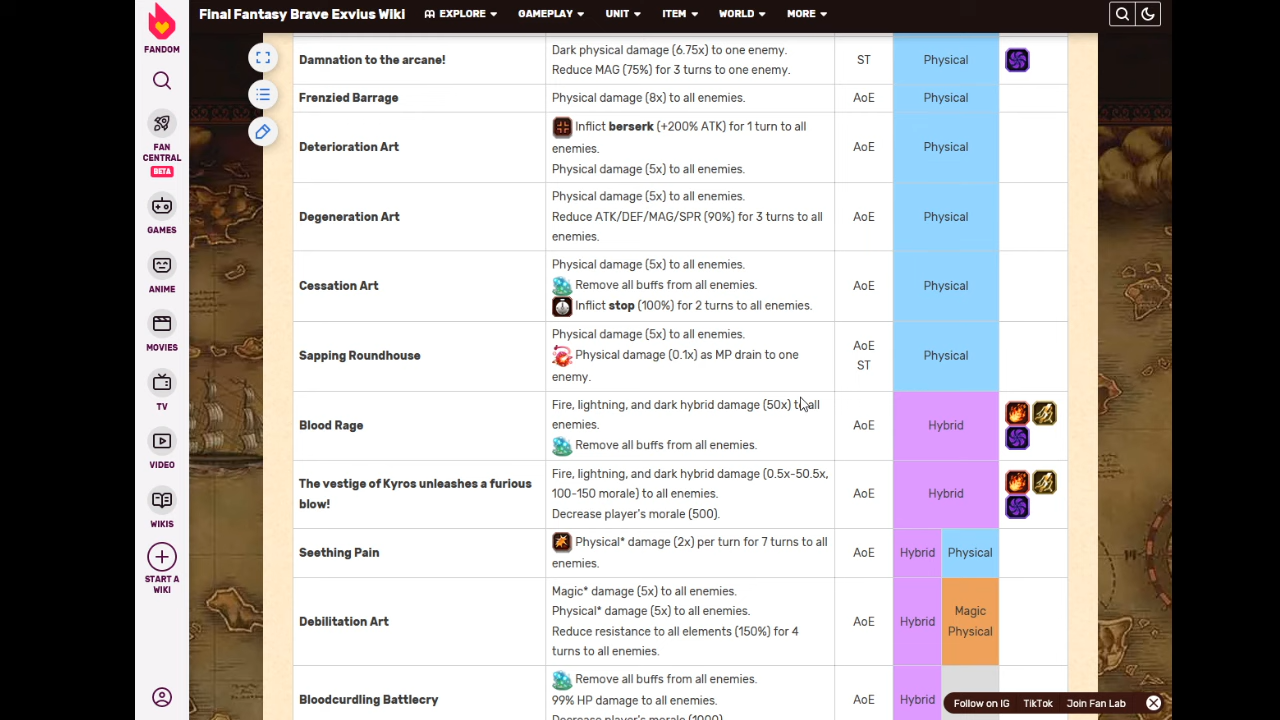 FANDOM
FAN
CENTRAL
BETA
GAMES
ANIME
MOVIES
TV
VIDEO
WIKIS
START A
WIKI
Final Fantasy Brave Exvius Wiki
EXPLORE
GAMEPLAY
UNIT
ITEM
WORLD
MORE
Damnation to the arcane!
Dark physical damage (6.75x) to one enemy.
Reduce MAG (75%) for 3 turns to one enemy.
ST
Physical
Frenzied Barrage
Physical damage (8x) to all enemies.
AoE
Physical
Deterioration Art
Inflict berserk (+200% ATK) for 1 turn to all
enemies.
Physical damage (5x) to all enemies.
AoE
Physical
Degeneration Art
Physical damage (5x) to all enemies.
Reduce ATK/DEF/MAG/SPR (90%) for 3 turns to all
enemies.
AoE
Physical
Cessation Art
Physical damage (5x) to all enemies.
Remove all buffs from all enemies.
Inflict stop (100%) for 2 turns to all enemies.
AoE
Physical
Sapping Roundhouse
Physical damage (5x) to all enemies.
Physical damage (0.1x) as MP drain to one
enemy.
AoE
ST
Physical
Blood Rage
Fire, lightning, and dark hybrid damage (50x) to all
enemies.
Remove all buffs from all enemies.
AoE
Hybrid
The vestige of Kyros unleashes a furious
blow!
Fire, lightning, and dark hybrid damage (0.5x-50.5x,
100-150 morale) to all enemies.
Decrease player's morale (500).
AoE
Hybrid
Seething Pain
Physical* damage (2x) per turn for 7 turns to all
enemies.
AoE
Hybrid
Physical
Debilitation Art
Magic* damage (5x) to all enemies.
Physical* damage (5x) to all enemies.
Reduce resistance to all elements (150%) for 4
turns to all enemies.
AoE
Hybrid
Magic
Physical
Bloodcurdling Battlecry
Remove all buffs from all enemies.
99% HP damage to all enemies.
Decrease player's morale (1000).
AoE
Hybrid
Follow on IG
TikTok
Join Fan Lab